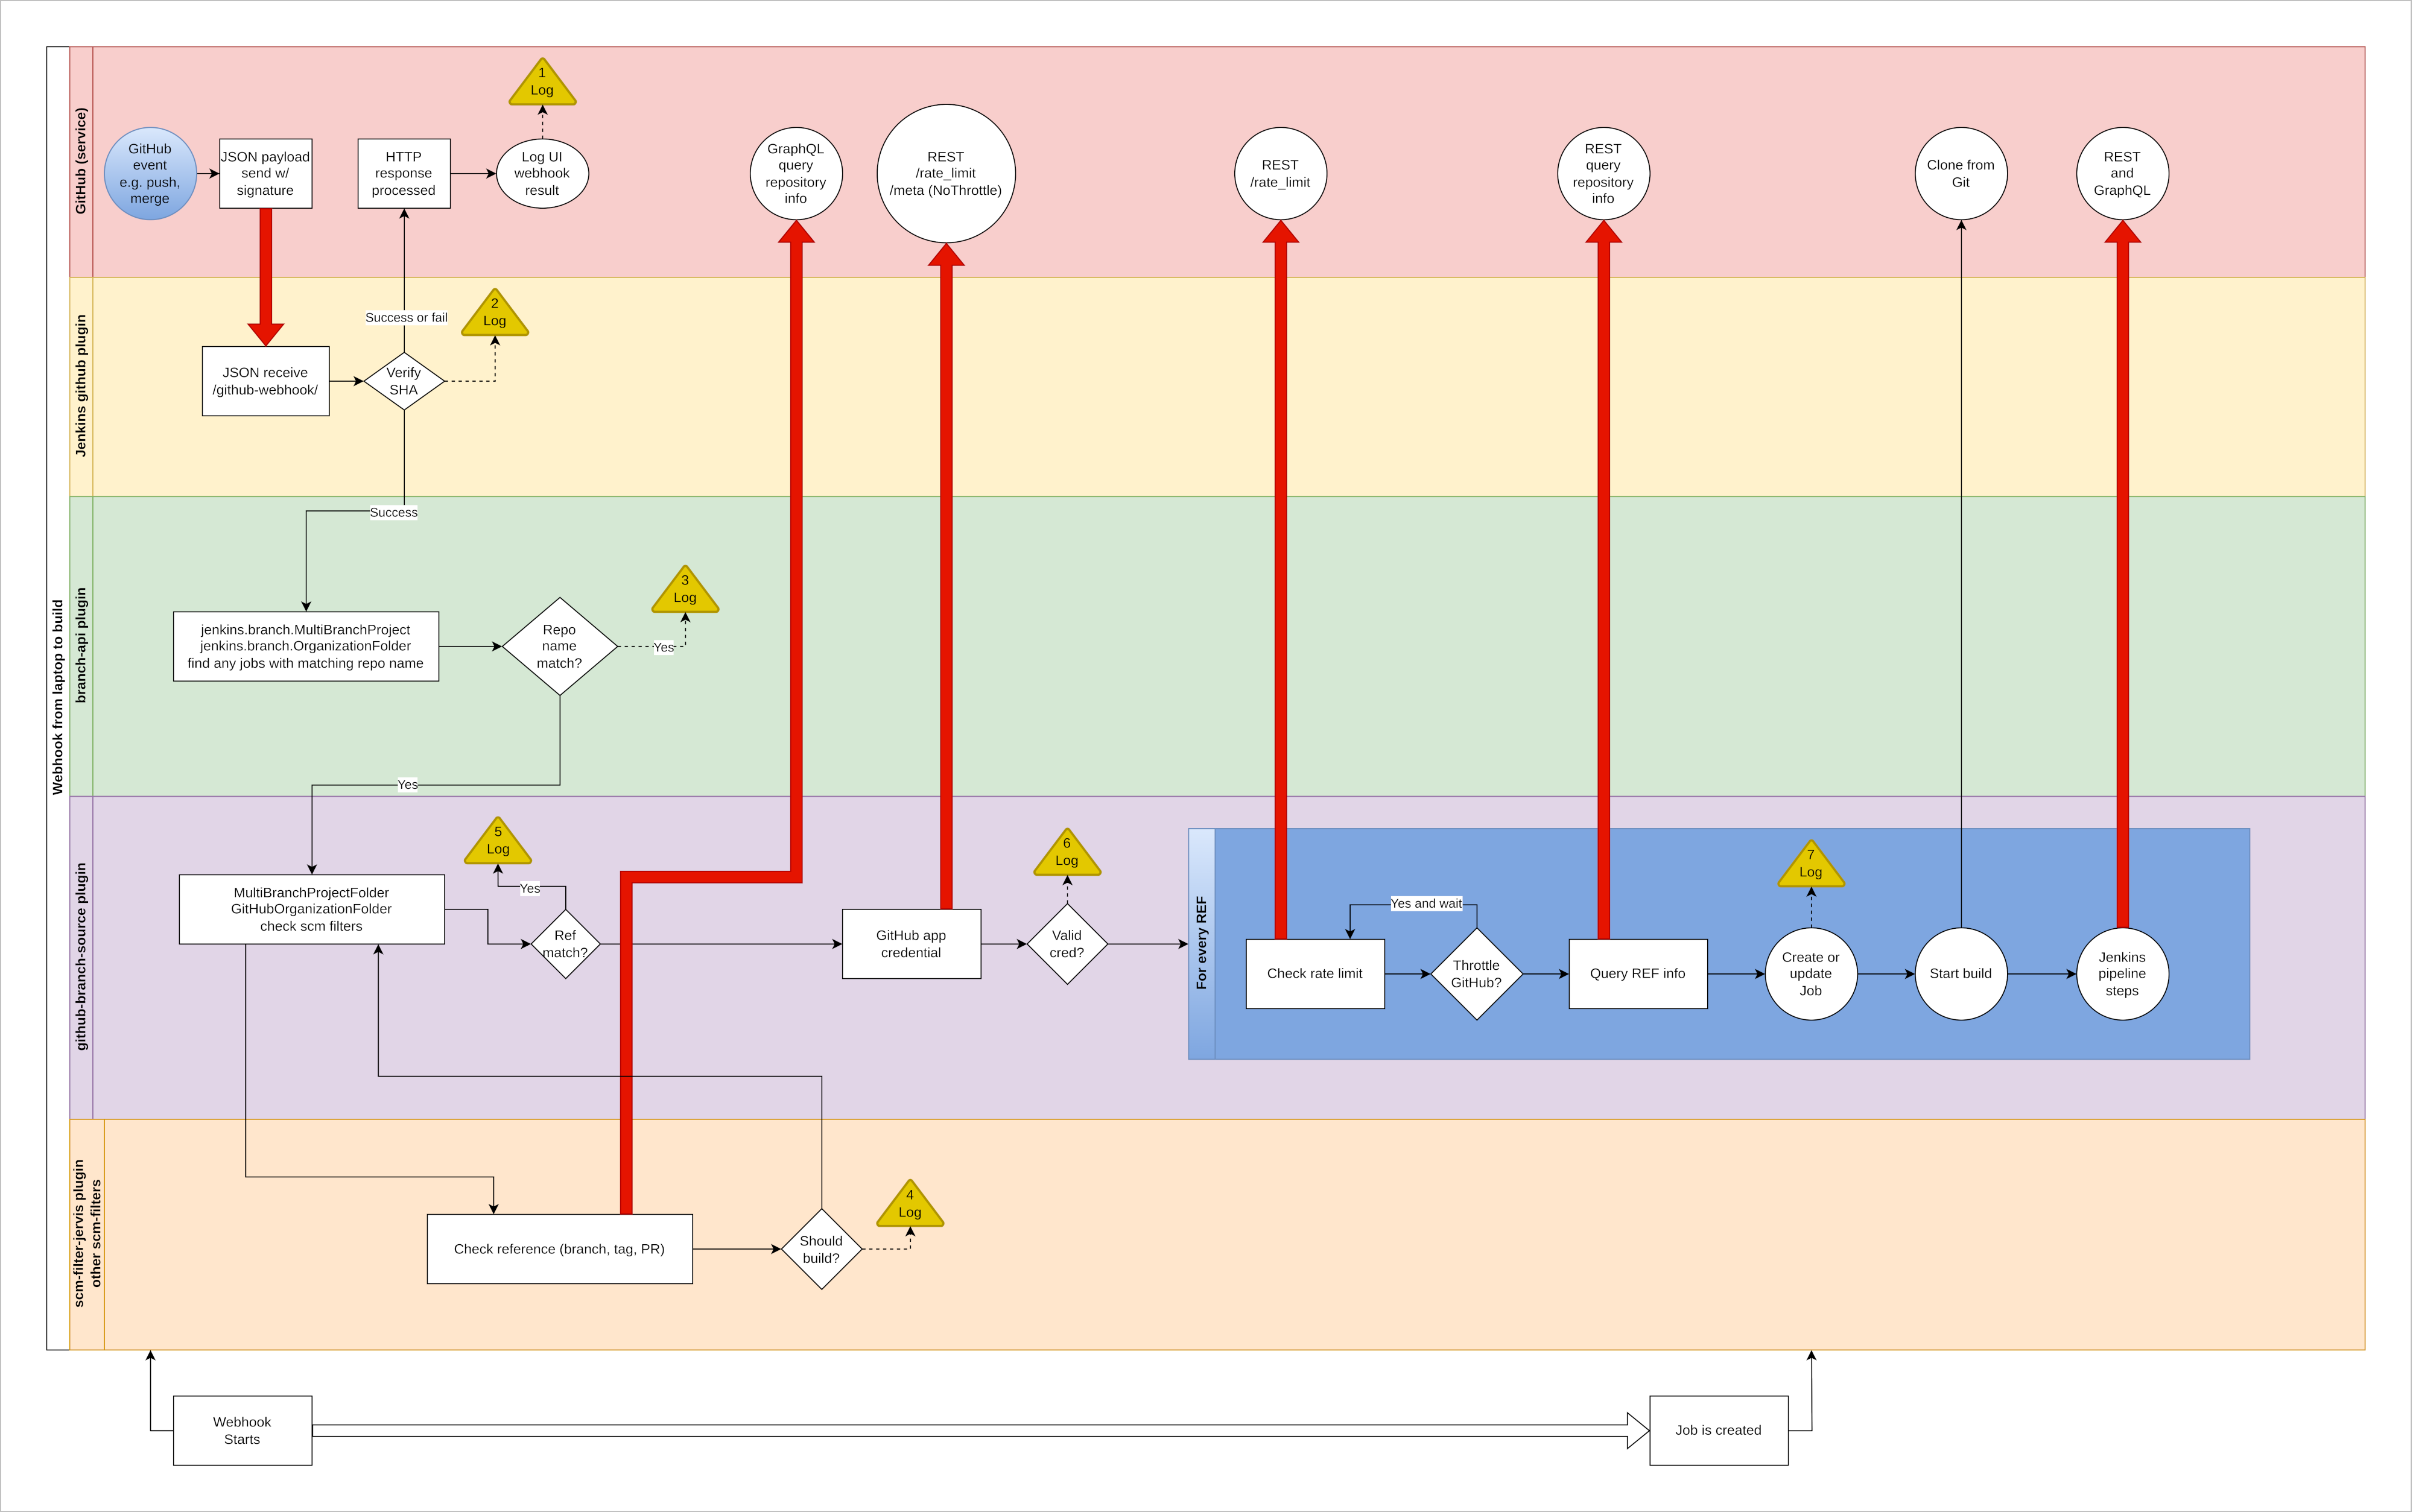 Webhook from laptop to build
GitHub (service)
GitHub
event
e.g. push,
merge
JSON payload
send w/
signature
HTTP
response
processed
1
Log
Log UI
webhook
result
GraphQL
query
repository
info
REST
/rate_limit
/meta (NoThrottle)
REST
/rate_limit
REST
query
repository
info
Clone from
Git
REST
and
GraphQL
Jenkins github plugin
Success or fail
2
Log
JSON receive
/github-webhook/
Verify
SHA
branch-api plugin
Success
jenkins.branch.MultiBranchProject
jenkins.branch.OrganizationFolder
find any jobs with matching repo name
Repo
name
match?
3
Log
Yes
Yes
github-branch-source plugin
MultiBranchProjectFolder
GitHubOrganizationFolder
check scm filters
5
Log
Yes
Ref
match?
GitHub app
credential
6
Log
Valid
cred?
For every REF
Check rate limit
Yes and wait
Throttle
GitHub?
Query REF info
7
Log
Create or
update
Job
Start build
Jenkins
pipeline
steps
scm-filter-jervis plugin
other scm-filters
Check reference (branch, tag, PR)
Should
build?
4
Log
Webhook
Starts
Job is created